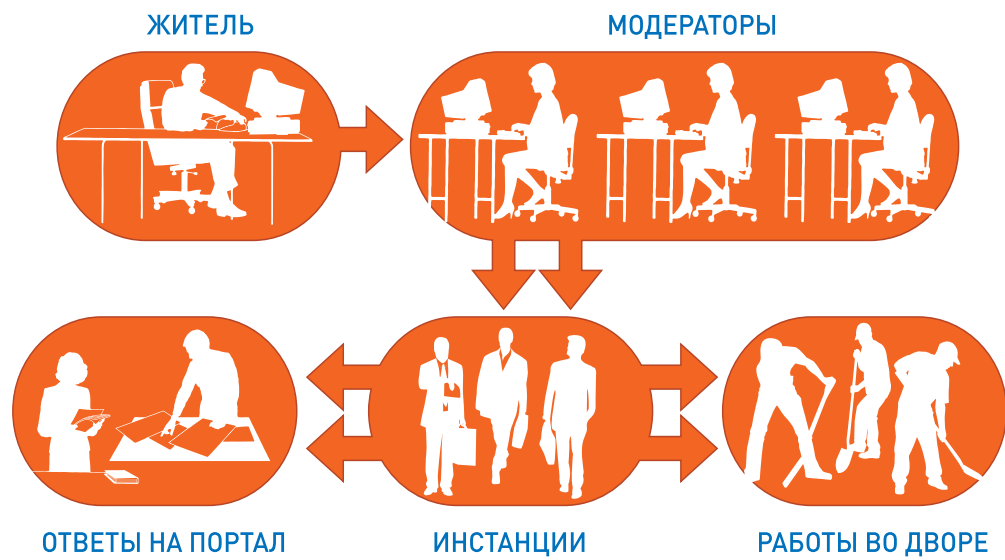 ЖИТЕЛЬ
МОДЕРАТОРЫ
ОТВЕТЫ НА ПОРТАЛ
ИНСТАНЦИИ
РАБОТЫ ВО ДВОРЕ